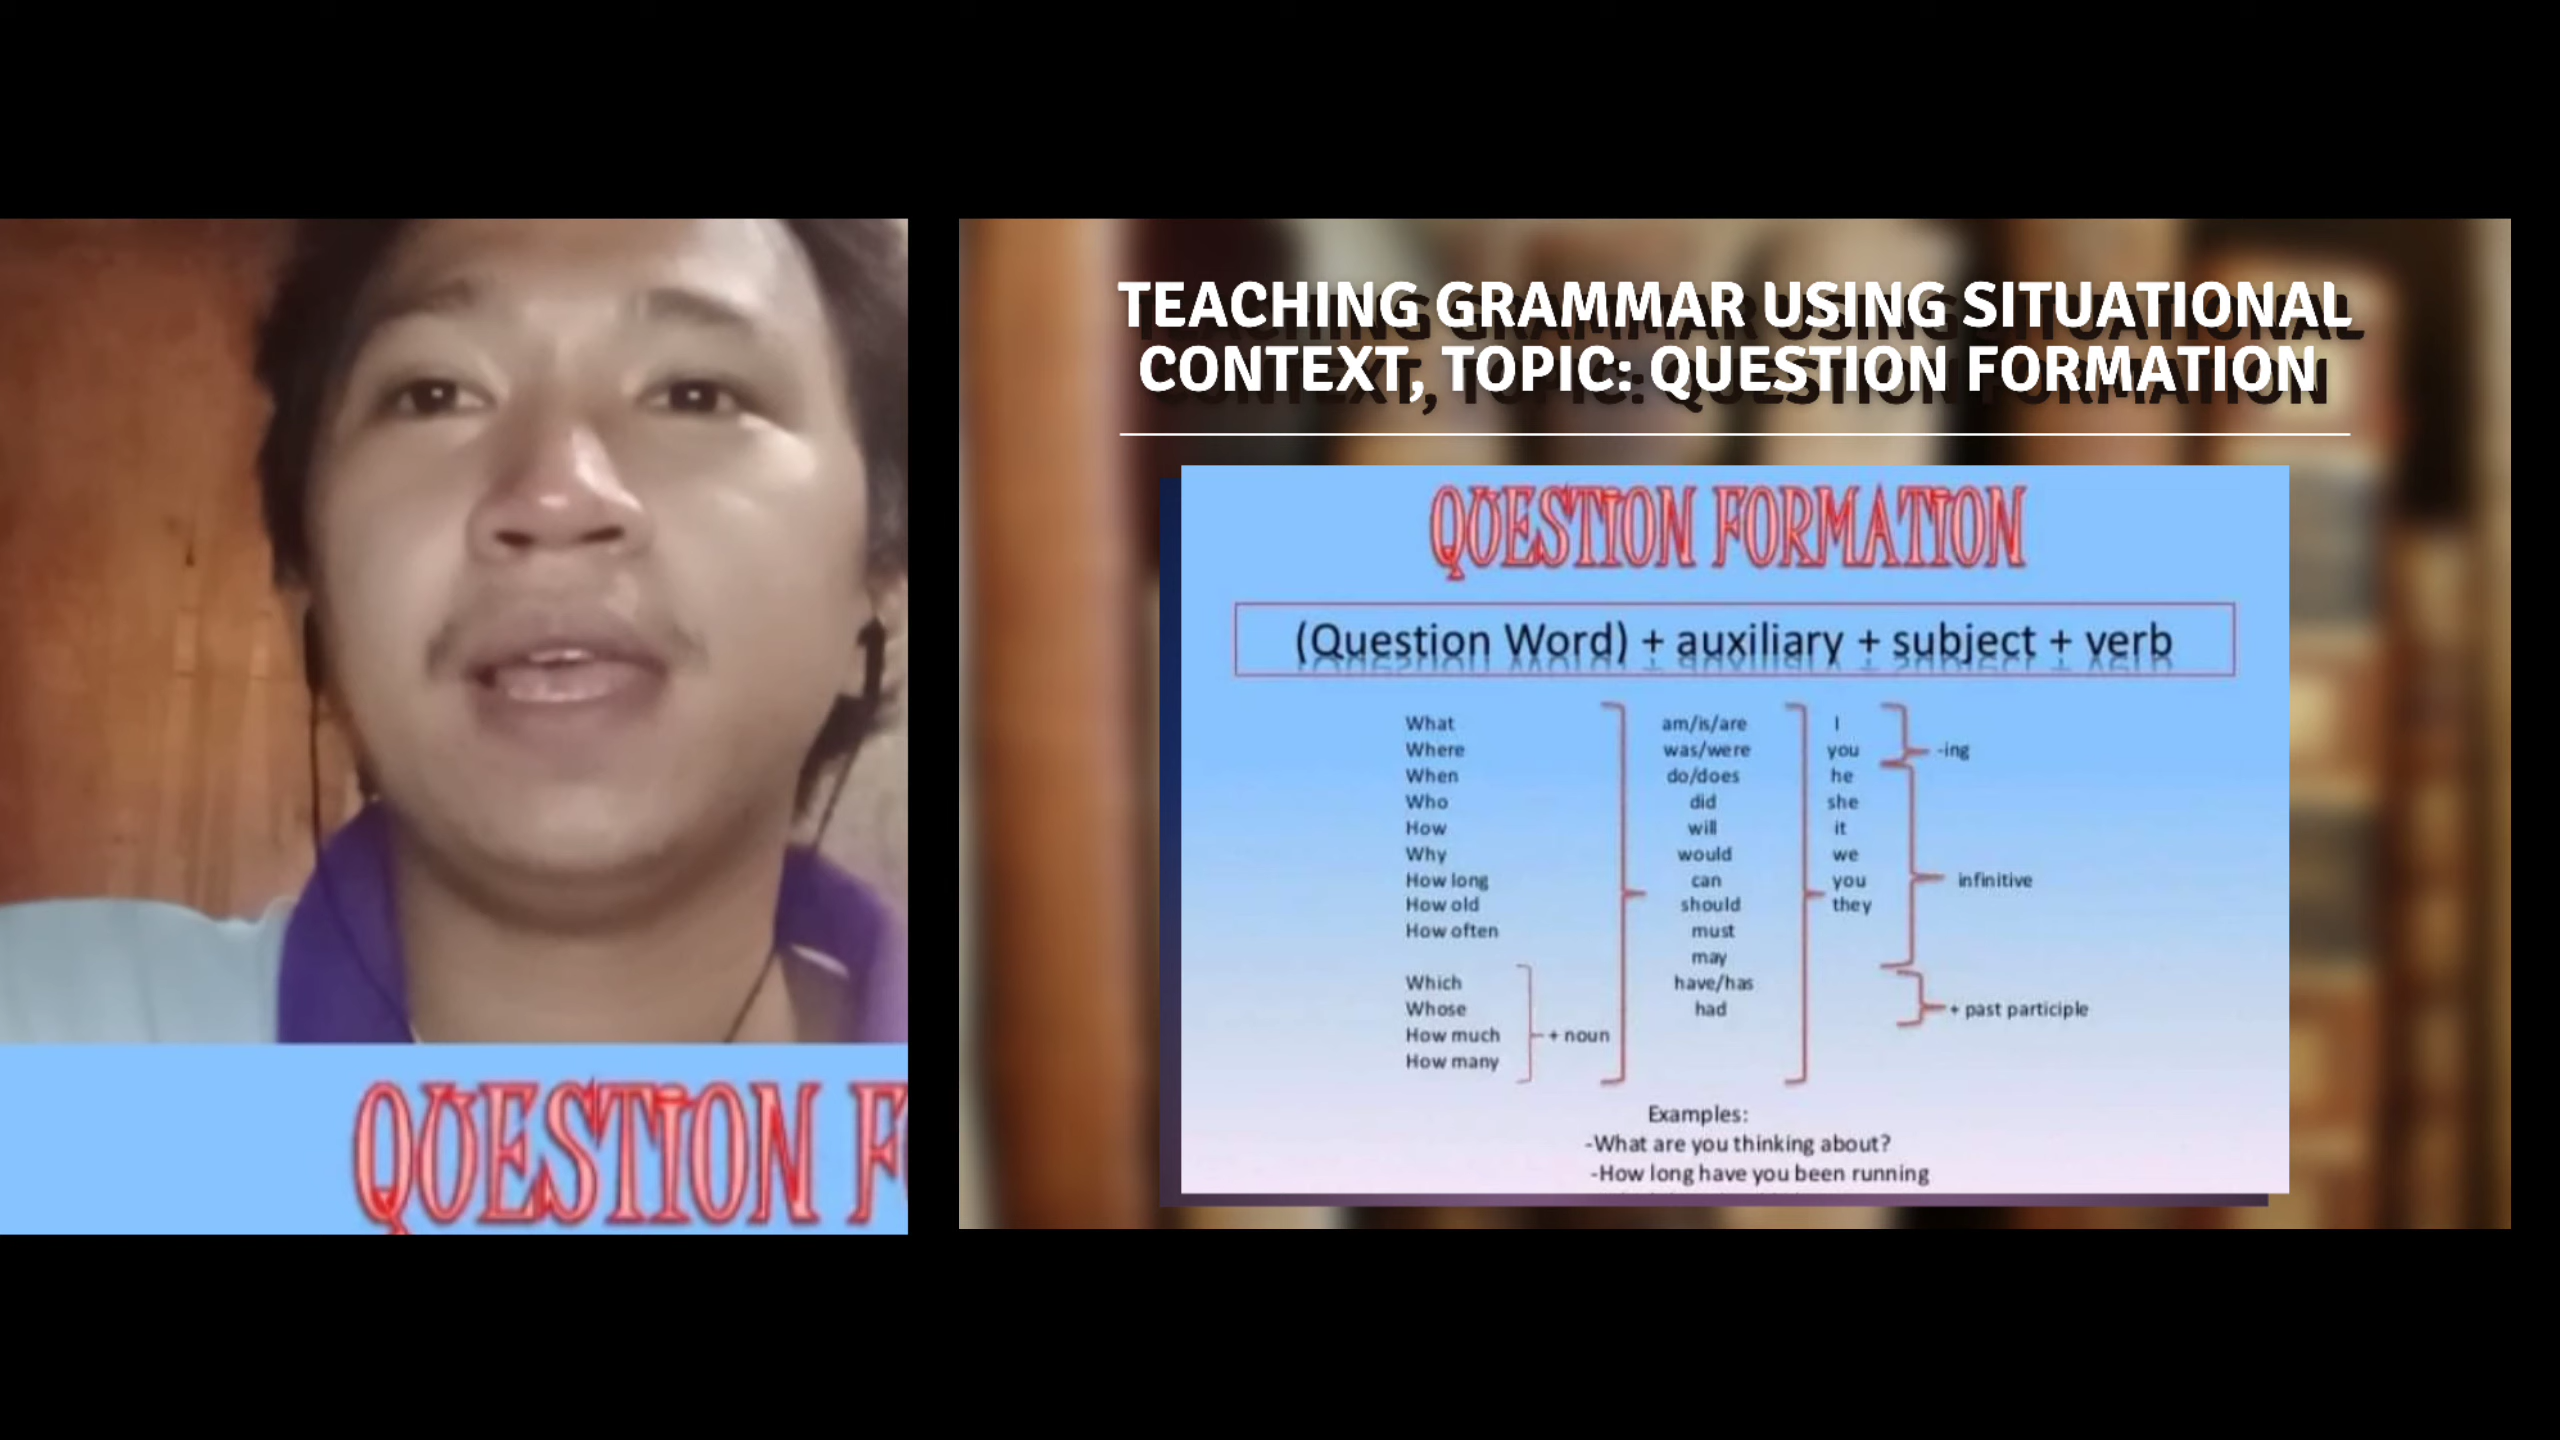 TEACHING GRAMMAR USING SITUATIONAL
CONTEXT, TOPIC: QUESTION FORMATION
QUESTION FORMATION
(Question Word) + auxiliary + subject + verb
What am/is/are I
Where was/were you -ing
When do/does he
Who did she
How will it
Why would we
How long can you infinitive
How old should they
How often must
may
Which have/has
Whose had + past participle
How much + noun
How many
Examples:
-What are you thinking about?
-How long have you been running
QUESTION F